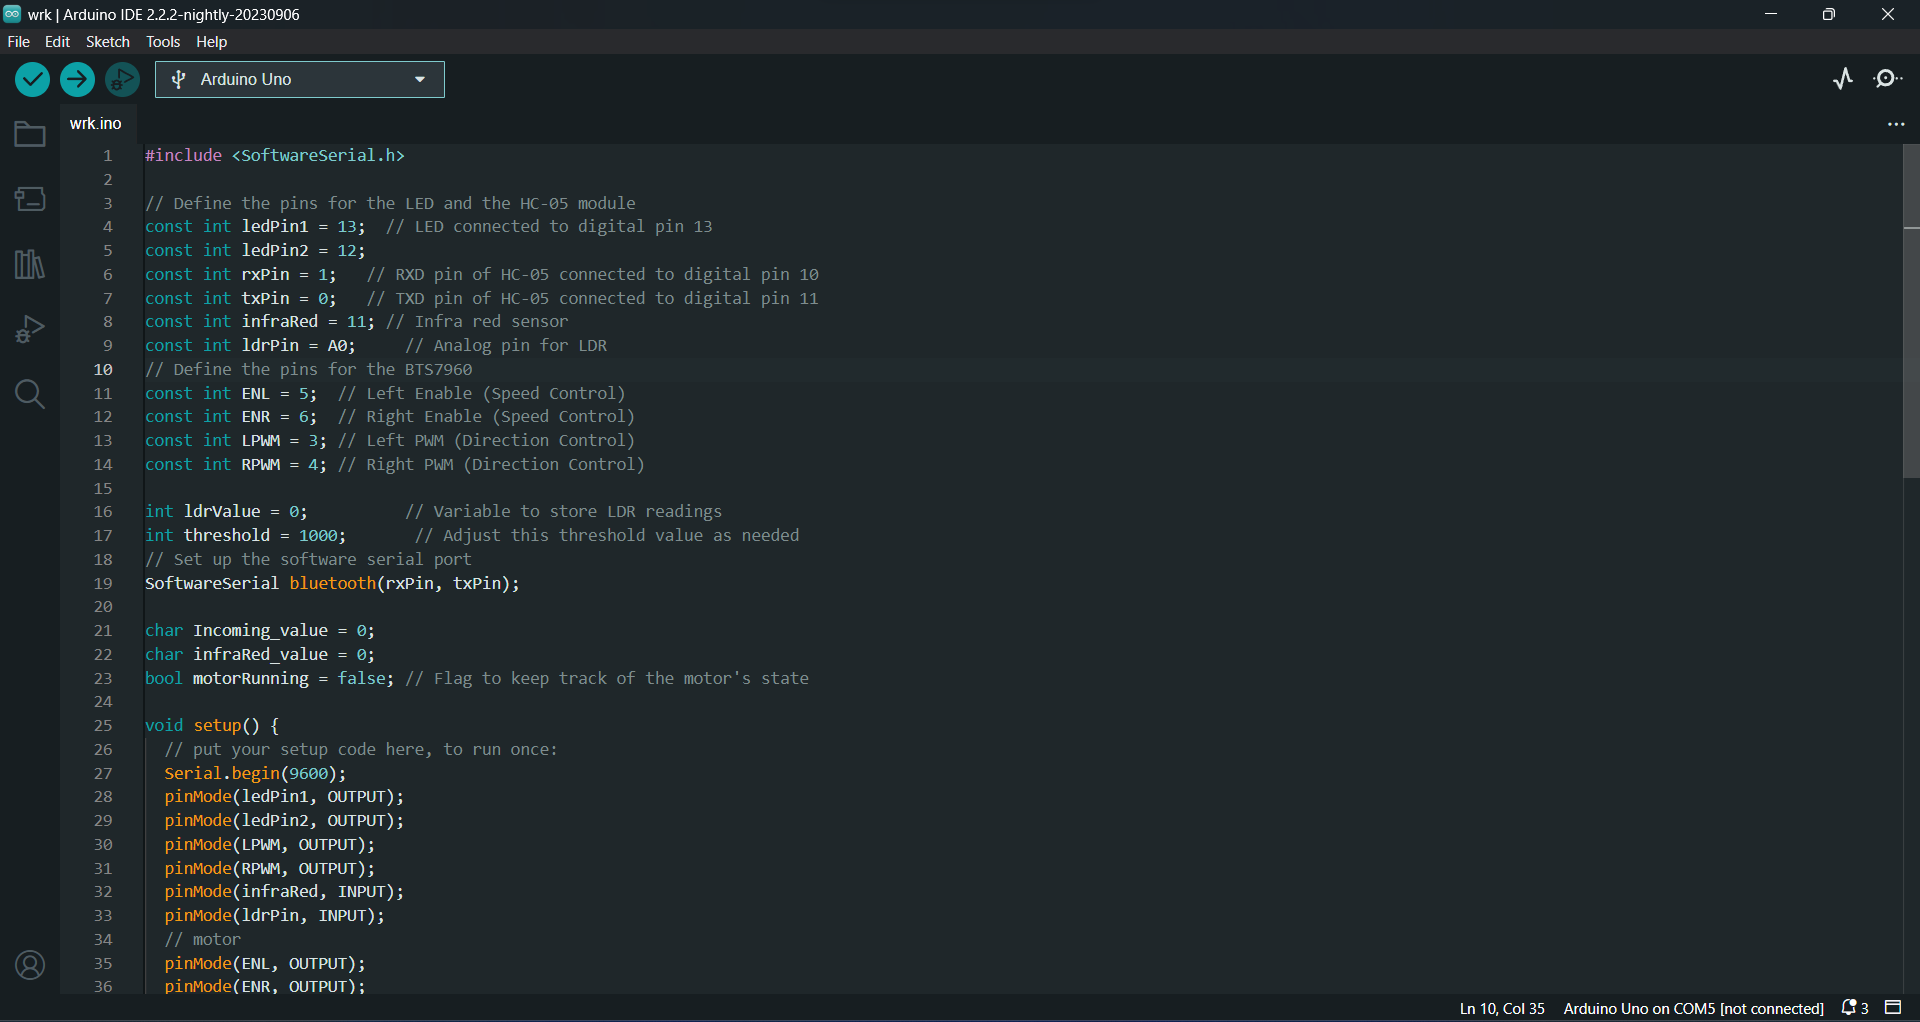 wrk | Arduino IDE 2.2.2-nightly-20230906
File Edit Sketch Tools Help
Arduino Uno
wrk.ino
1 #include <SoftwareSerial.h>
2
3 // Define the pins for the LED and the HC-05 module
4 const int ledPin1 = 13;  // LED connected to digital pin 13
5 const int ledPin2 = 12;
6 const int rxPin = 1;   // RXD pin of HC-05 connected to digital pin 10
7 const int txPin = 0;   // TXD pin of HC-05 connected to digital pin 11
8 const int infraRed = 11; // Infra red sensor
9 const int ldrPin = A0;     // Analog pin for LDR
10 // Define the pins for the BTS7960
11 const int ENL = 5;  // Left Enable (Speed Control)
12 const int ENR = 6;  // Right Enable (Speed Control)
13 const int LPWM = 3; // Left PWM (Direction Control)
14 const int RPWM = 4; // Right PWM (Direction Control)
15
16 int ldrValue = 0;          // Variable to store LDR readings
17 int threshold = 1000;       // Adjust this threshold value as needed
18 // Set up the software serial port
19 SoftwareSerial bluetooth(rxPin, txPin);
20
21 char Incoming_value = 0;
22 char infraRed_value = 0;
23 bool motorRunning = false; // Flag to keep track of the motor's state
24
25 void setup() {
26   // put your setup code here, to run once:
27   Serial.begin(9600);
28   pinMode(ledPin1, OUTPUT);
29   pinMode(ledPin2, OUTPUT);
30   pinMode(LPWM, OUTPUT);
31   pinMode(RPWM, OUTPUT);
32   pinMode(infraRed, INPUT);
33   pinMode(ldrPin, INPUT);
34   // motor
35   pinMode(ENL, OUTPUT);
36   pinMode(ENR, OUTPUT);
Ln 10, Col 35 Arduino Uno on COM5 [not connected] 3